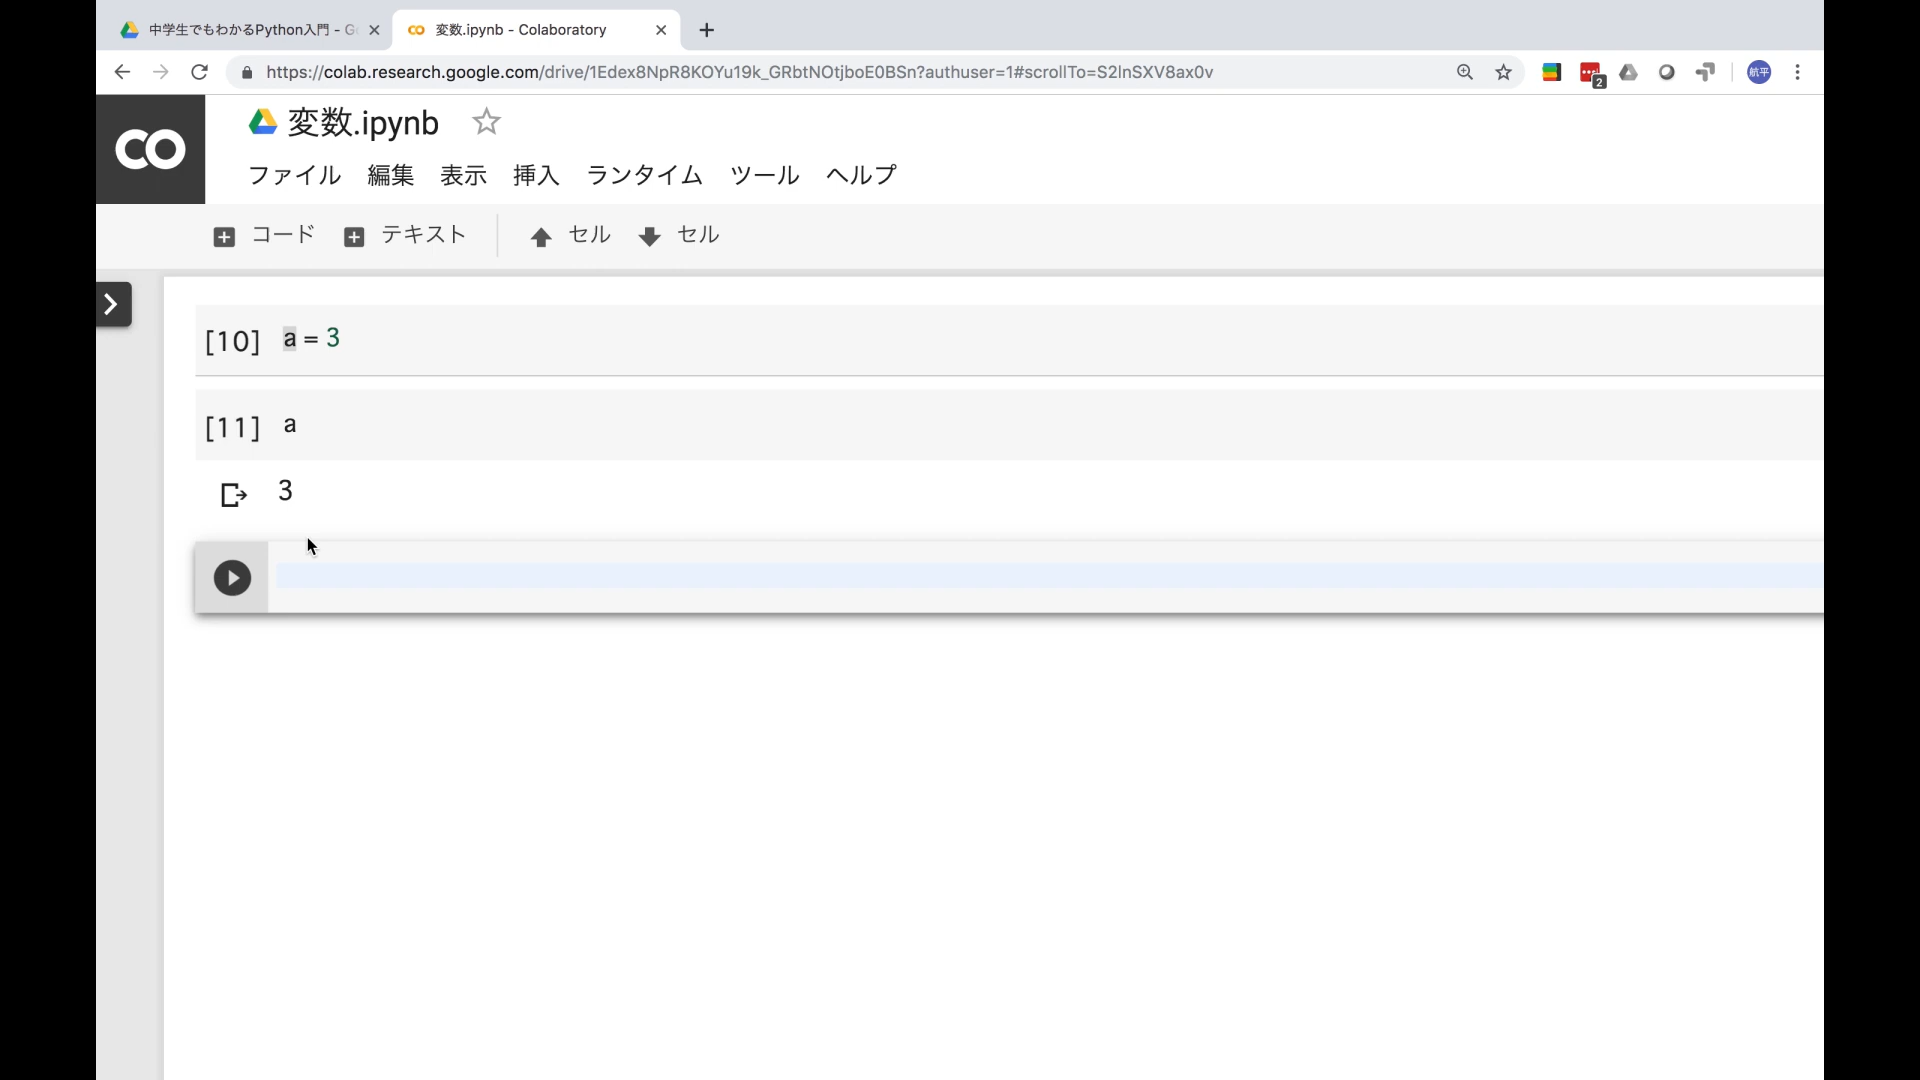 中学生でもわかるPython入門 - G
変数.ipynb - Colaboratory
https://colab.research.google.com/drive/1Edex8NpR8KOYu19k_GRbtNOtjboE0BSn?authuser=1#scrollTo=S2lnSXV8ax0v
2
航平
CO
変数.ipynb
ファイル 編集 表示 挿入 ランタイム ツール ヘルプ
コード テキスト セル セル
[10] a = 3
[11] a
3